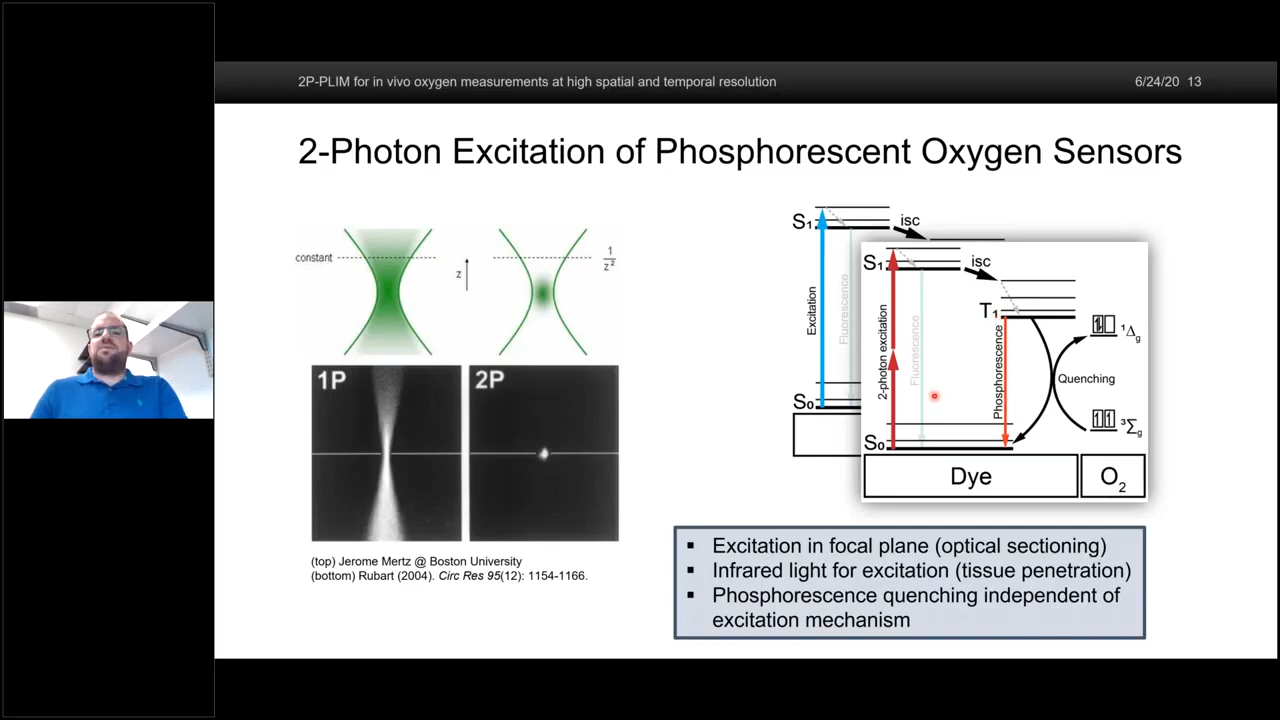 2P-PLIM for in vivo oxygen measurements at high spatial and temporal resolution
6/24/20 13
2-Photon Excitation of Phosphorescent Oxygen Sensors
constant
z
1
z²
1P
2P
(top) Jerome Mertz @ Boston University
(bottom) Rubart (2004). Circ Res 95(12): 1154-1166.
S₁
isc
Excitation
Fluorescence
S₀
S₁
isc
T₁
2-photon excitation
Fluorescence
Phosphorescence
Quenching
¹Δg
³Σg
S₀
Dye
O₂
▪ Excitation in focal plane (optical sectioning)
▪ Infrared light for excitation (tissue penetration)
▪ Phosphorescence quenching independent of
excitation mechanism